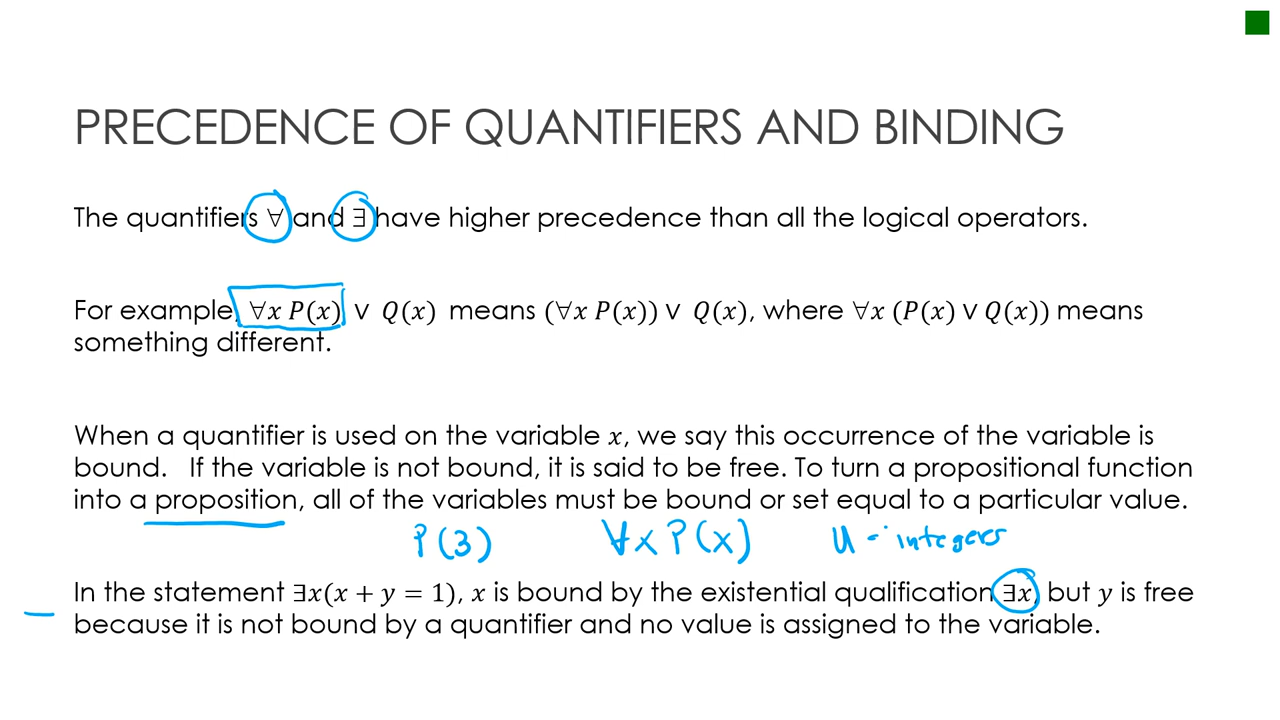 PRECEDENCE OF QUANTIFIERS AND BINDING
The quantifiers ∀ and ∃ have higher precedence than all the logical operators.
For example, ∀x P(x) ∨ Q(x) means (∀x P(x)) ∨ Q(x), where ∀x (P(x) ∨ Q(x)) means
something different.
When a quantifier is used on the variable x, we say this occurrence of the variable is
bound. If the variable is not bound, it is said to be free. To turn a propositional function
into a proposition, all of the variables must be bound or set equal to a particular value.
P(3) ∀x P(x) U = integers
In the statement ∃x(x + y = 1), x is bound by the existential qualification ∃x, but y is free
because it is not bound by a quantifier and no value is assigned to the variable.